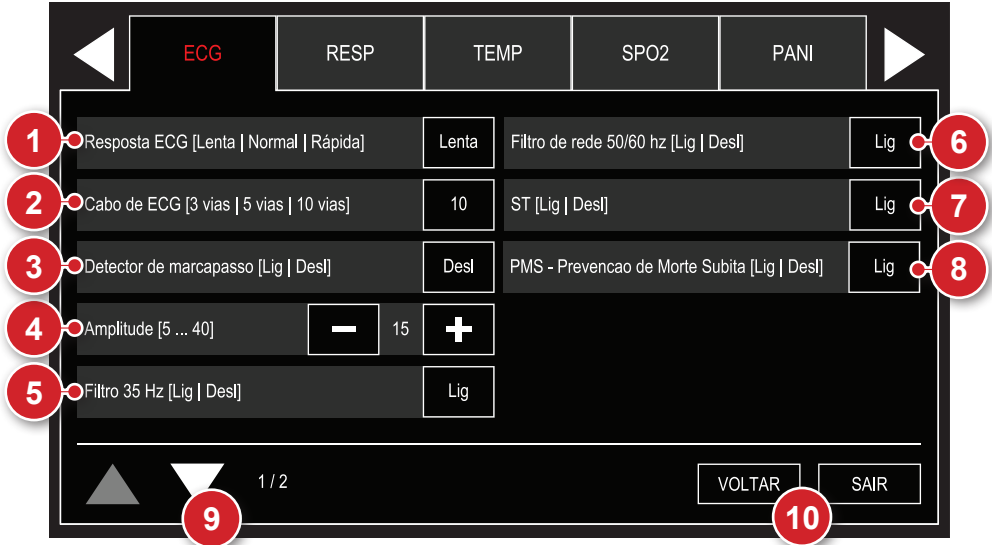 ECG
RESP
TEMP
SPO2
PANI
1
Resposta ECG [Lenta | Normal | Rápida]
Lenta
2
Cabo de ECG [3 vias | 5 vias | 10 vias]
10
3
Detector de marcapasso [Lig | Desl]
Desl
4
Amplitude [5 ... 40]
15
5
Filtro 35 Hz [Lig | Desl]
Lig
Filtro de rede 50/60 hz [Lig | Desl]
Lig
6
ST [Lig | Desl]
Lig
7
PMS - Prevencao de Morte Subita [Lig | Desl]
Lig
8
1 / 2
9
VOLTAR
SAIR
10